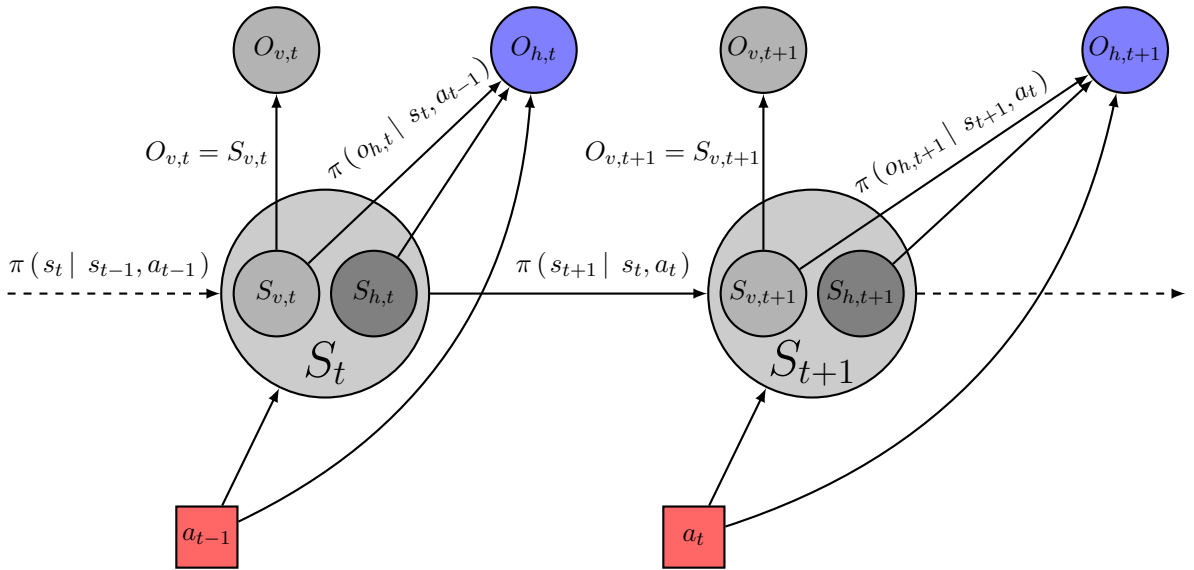 O_{v,t}
O_{h,t}
O_{v,t+1}
O_{h,t+1}
π(o_{h,t} | s_t, a_{t−1})
O_{v,t} = S_{v,t}
π(o_{h,t+1} | s_{t+1}, a_t)
O_{v,t+1} = S_{v,t+1}
π(s_t | s_{t−1}, a_{t−1})
π(s_{t+1} | s_t, a_t)
S_{v,t}
S_{h,t}
S_{v,t+1}
S_{h,t+1}
S_t
S_{t+1}
a_{t−1}
a_t